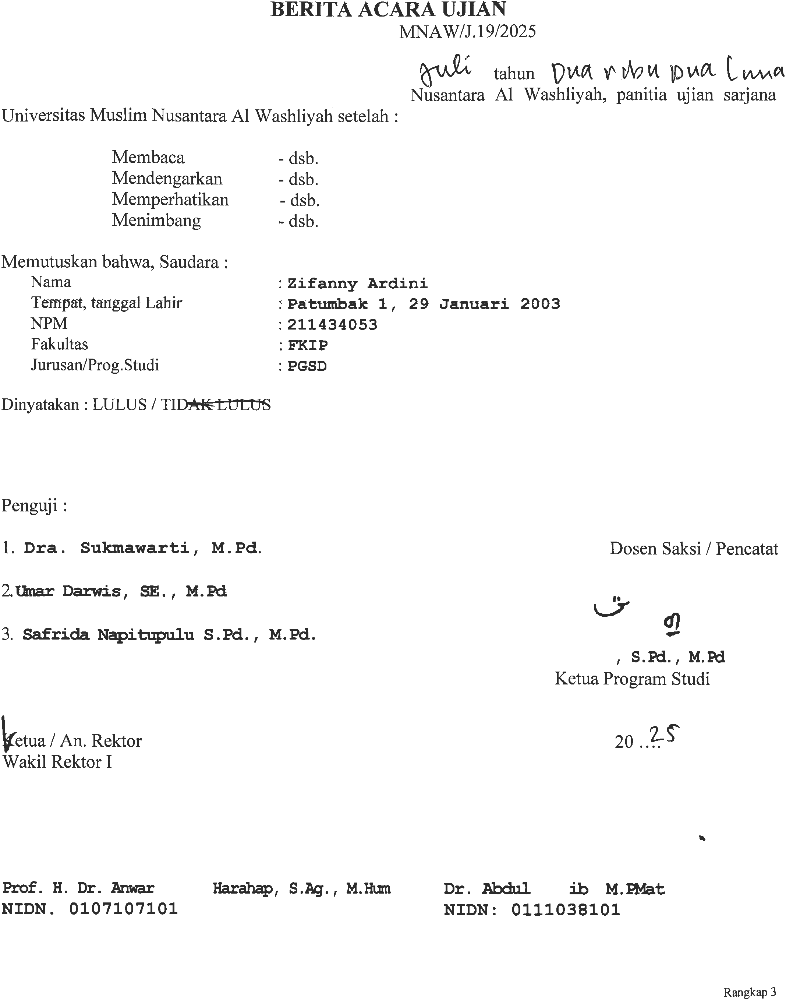 BERITA ACARA UJIAN
MNAW/J.19/2025
Juli tahun Dua ribu Dua Lima
Nusantara Al Washliyah, panitia ujian sarjana
Universitas Muslim Nusantara Al Washliyah setelah :
Membaca - dsb.
Mendengarkan - dsb.
Memperhatikan - dsb.
Menimbang - dsb.
Memutuskan bahwa, Saudara :
Nama : Zifanny Ardini
Tempat, tanggal Lahir : Patumbak 1, 29 Januari 2003
NPM : 211434053
Fakultas : FKIP
Jurusan/Prog.Studi : PGSD
Dinyatakan : LULUS / TIDAK LULUS
Penguji :
1. Dra. Sukmawarti, M.Pd.
Dosen Saksi / Pencatat
2. Umar Darwis, SE., M.Pd
3. Safrida Napitupulu S.Pd., M.Pd.
, S.Pd., M.Pd
Ketua Program Studi
Ketua / An. Rektor
20 ....25
Wakil Rektor I
Prof. H. Dr. Anwar Harahap, S.Ag., M.Hum
Dr. Abdul ib M.PMat
NIDN. 0107107101
NIDN: 0111038101
Rangkap 3